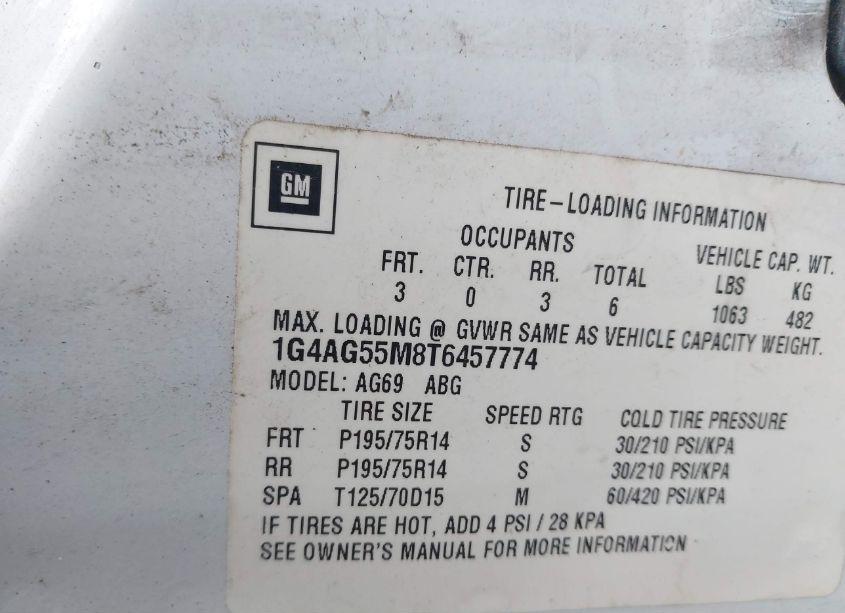 GM
TIRE-LOADING INFORMATION
OCCUPANTS VEHICLE CAP. WT.
FRT. CTR. RR. TOTAL LBS KG
3 0 3 6 1063 482
MAX. LOADING @ GVWR SAME AS VEHICLE CAPACITY WEIGHT.
1G4AG55M8T6457774
MODEL: AG69 ABG
TIRE SIZE SPEED RTG COLD TIRE PRESSURE
FRT P195/75R14 S 30/210 PSI/KPA
RR P195/75R14 S 30/210 PSI/KPA
SPA T125/70D15 M 60/420 PSI/KPA
IF TIRES ARE HOT, ADD 4 PSI / 28 KPA
SEE OWNER'S MANUAL FOR MORE INFORMATION